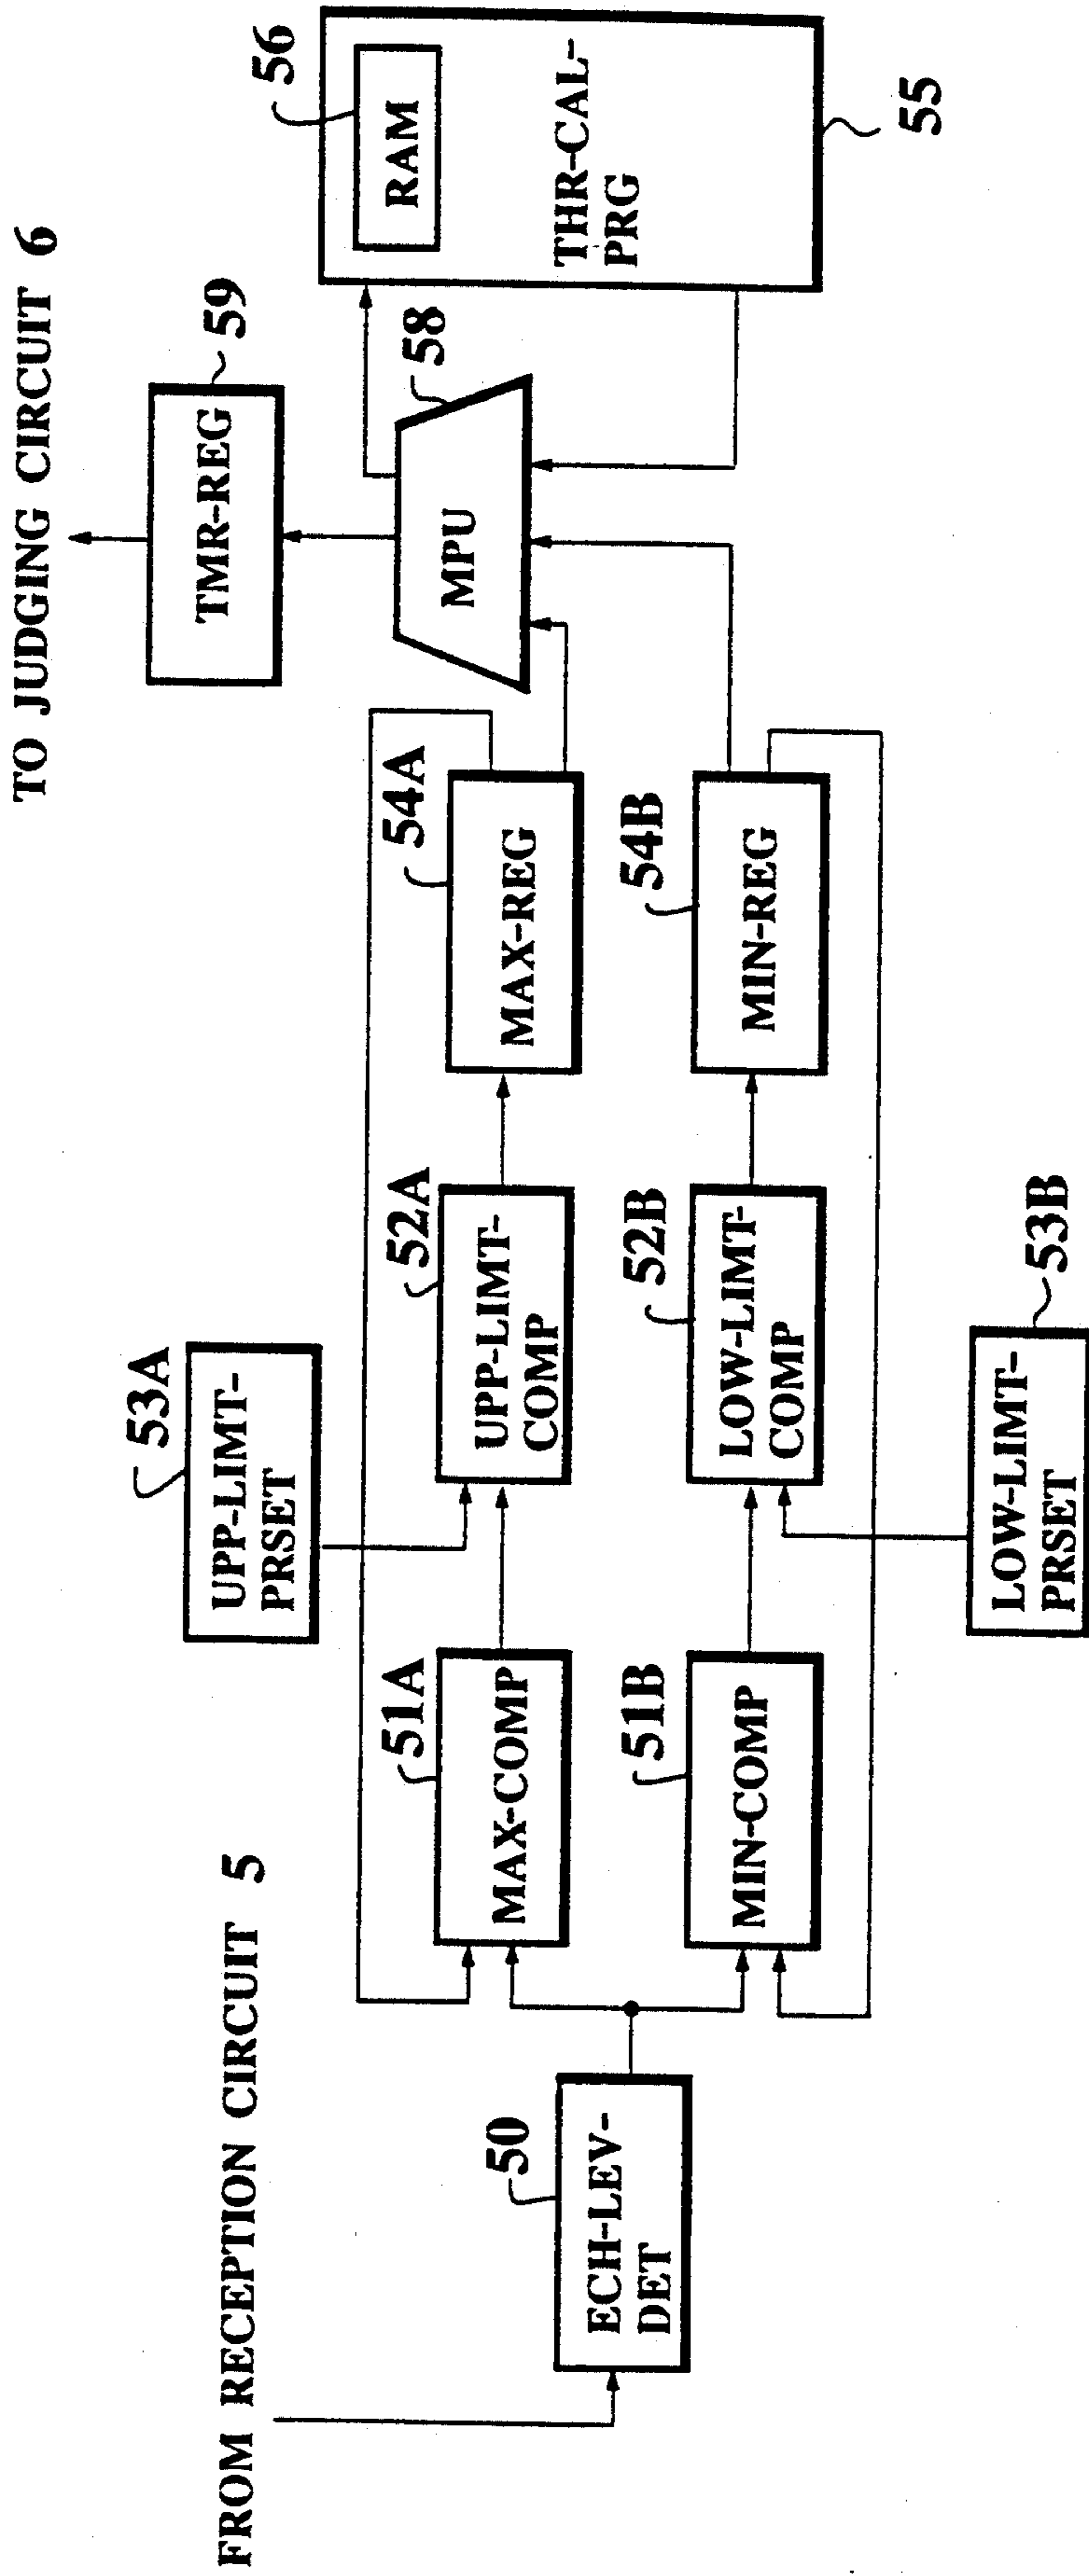 FROM RECEPTION CIRCUIT 5
TO JUDGING CIRCUIT 6
50
ECH-LEV-
DET
51A
MAX-COMP
51B
MIN-COMP
53A
UPP-LIMT-
PRSET
52A
UPP-LIMT-
COMP
52B
LOW-LIMT-
COMP
53B
LOW-LIMT-
PRSET
54A
MAX-REG
54B
MIN-REG
59
TMR-REG
58
MPU
56
RAM
THR-CAL-
PRG
55